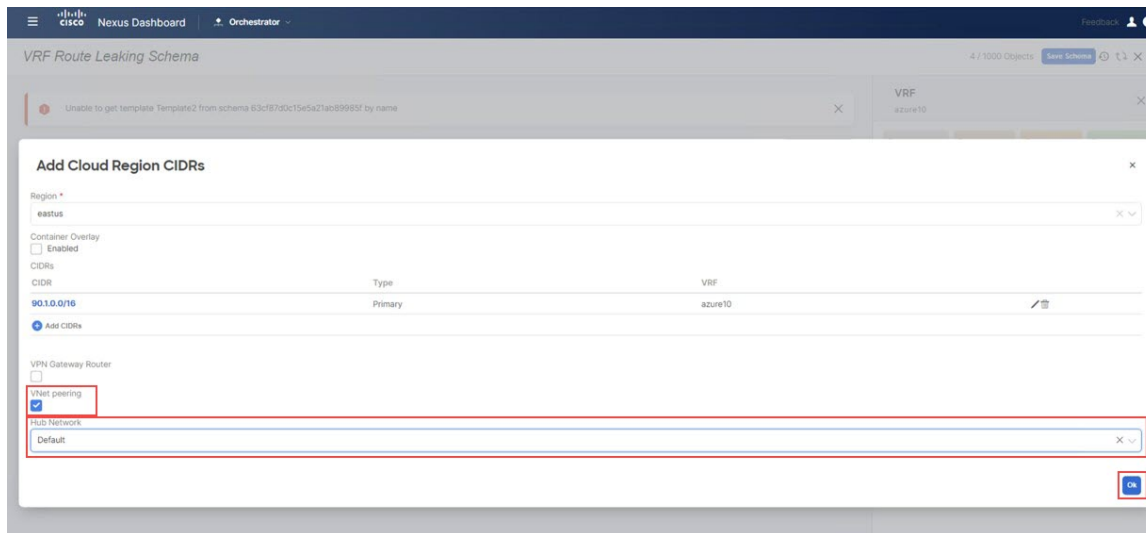 cisco Nexus Dashboard Orchestrator Feedback
VRF Route Leaking Schema 4 / 1000 Objects Save Schema
Unable to get template Template2 from schema 63cf87d0c15e5a21ab89985f by name
VRF
azure10
Add Cloud Region CIDRs
Region *
eastus
Container Overlay
Enabled
CIDRs
CIDR Type VRF
90.1.0.0/16 Primary azure10
Add CIDRs
VPN Gateway Router
VNet peering
Hub Network
Default
Ok